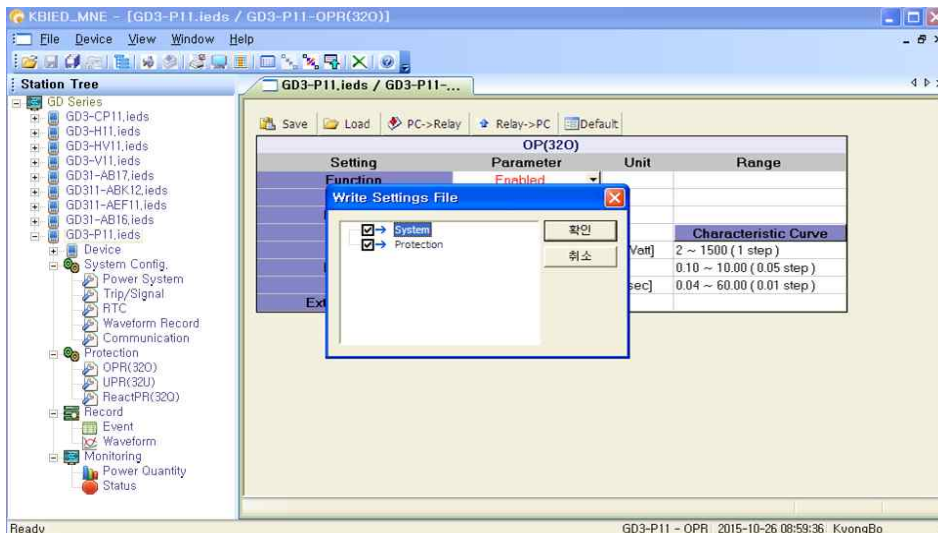 KBIED_MNE - [GD3-P11.ieds / GD3-P11-OPR(32O)]
File Device View Window Help
Station Tree
GD3-P11.ieds / GD3-P11-...
GD Series
GD3-CP11.ieds
GD3-H11.ieds
GD3-HV11.ieds
GD3-V11.ieds
GD31-AB17.ieds
GD311-ABK12.ieds
GD311-AEF11.ieds
GD31-AB16.ieds
GD3-P11.ieds
Device
System Config.
Power System
Trip/Signal
RTC
Waveform Record
Communication
Protection
OPR(32O)
UPR(32U)
ReactPR(32Q)
Record
Event
Waveform
Monitoring
Power Quantity
Status
Save Load PC->Relay Relay->PC Default
OP(32O)
Setting Parameter Unit Range
Function Enabled
Characteristic Curve
Watt] 2 ~ 1500 ( 1 step )
0.10 ~ 10.00 ( 0.05 step )
sec] 0.04 ~ 60.00 ( 0.01 step )
Ext
Write Settings File
System
Protection
확인
취소
Ready
GD3-P11 - OPR 2015-10-26 08:59:36 KyongBo